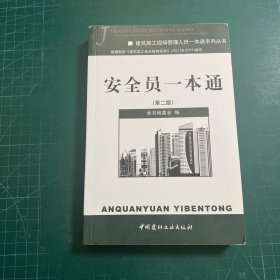 JIANZHUSHIGONGXIANCHANG
■ 建筑施工现场管理人员一本通系列丛书
安全员一本通
(第二版)
本书编委会 编
ANQUANYUAN YIBENTONG
中国建材工业出版社